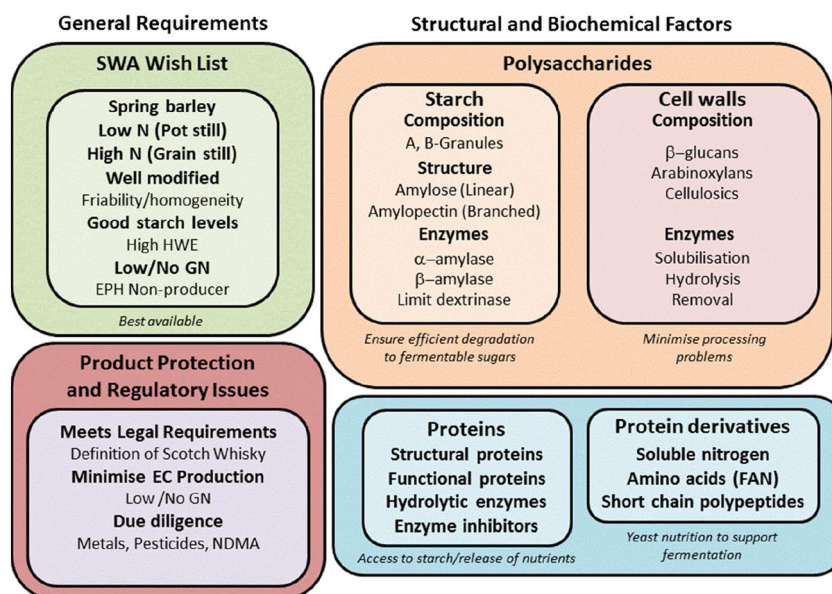 General Requirements
SWA Wish List
Spring barley
Low N (Pot still)
High N (Grain still)
Well modified
Friability/homogeneity
Good starch levels
High HWE
Low/No GN
EPH Non-producer
Best available
Product Protection
and Regulatory Issues
Meets Legal Requirements
Definition of Scotch Whisky
Minimise EC Production
Low /No GN
Due diligence
Metals, Pesticides, NDMA
Structural and Biochemical Factors
Polysaccharides
Starch
Composition
A, B-Granules
Structure
Amylose (Linear)
Amylopectin (Branched)
Enzymes
α–amylase
β–amylase
Limit dextrinase
Ensure efficient degradation
to fermentable sugars
Cell walls
Composition
β–glucans
Arabinoxylans
Cellulosics
Enzymes
Solubilisation
Hydrolysis
Removal
Minimise processing
problems
Proteins
Structural proteins
Functional proteins
Hydrolytic enzymes
Enzyme inhibitors
Access to starch/release of nutrients
Protein derivatives
Soluble nitrogen
Amino acids (FAN)
Short chain polypeptides
Yeast nutrition to support
fermentation